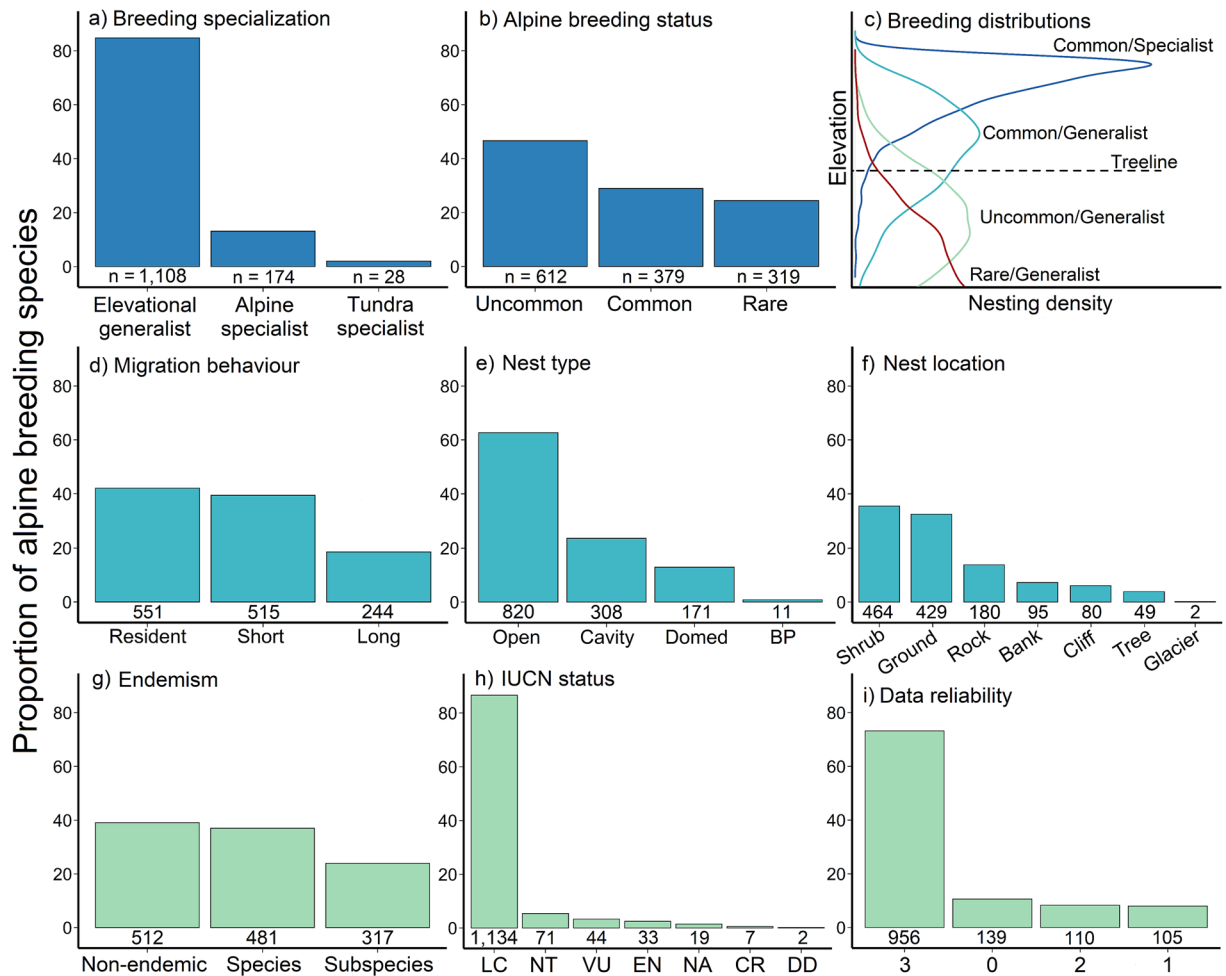 Proportion of alpine breeding species
a) Breeding specialization
80
60
40
20
0
n = 1,108 n = 174 n = 28
Elevational Alpine Tundra
generalist specialist specialist
b) Alpine breeding status
80
60
40
20
0
n = 612 n = 379 n = 319
Uncommon Common Rare
c) Breeding distributions
Common/Specialist
Common/Generalist
Treeline
Uncommon/Generalist
Rare/Generalist
Elevation
Nesting density
d) Migration behaviour
80
60
40
20
0
551 515 244
Resident Short Long
e) Nest type
80
60
40
20
0
820 308 171 11
Open Cavity Domed BP
f) Nest location
80
60
40
20
0
464 429 180 95 80 49 2
Shrub Ground Rock Bank Cliff Tree Glacier
g) Endemism
80
60
40
20
0
512 481 317
Non-endemic Species Subspecies
h) IUCN status
80
60
40
20
0
1,134 71 44 33 19 7 2
LC NT VU EN NA CR DD
i) Data reliability
80
60
40
20
0
956 139 110 105
3 0 2 1